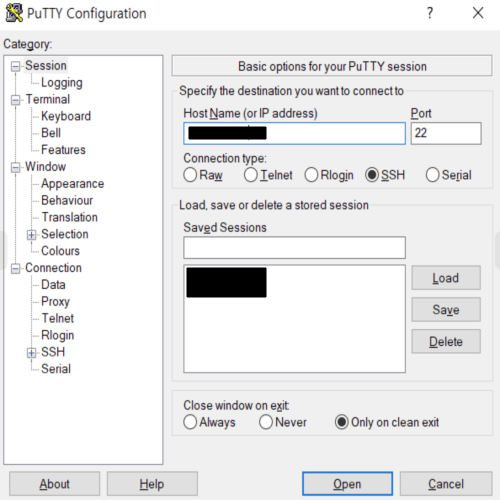 PuTTY Configuration
?
Category:
Session
Logging
Terminal
Keyboard
Bell
Features
Window
Appearance
Behaviour
Translation
Selection
Colours
Connection
Data
Proxy
Telnet
Rlogin
SSH
Serial
Basic options for your PuTTY session
Specify the destination you want to connect to
Host Name (or IP address) Port
22
Connection type:
Raw Telnet Rlogin SSH Serial
Load, save or delete a stored session
Saved Sessions
Load
Save
Delete
Close window on exit:
Always Never Only on clean exit
About Help Open Cancel